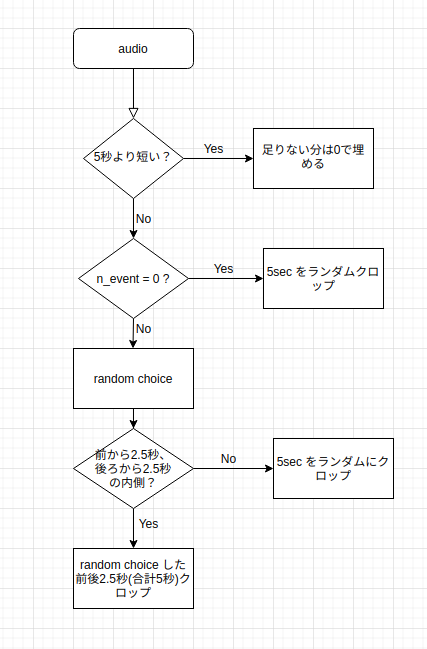 audio
5秒より短い？
Yes
足りない分は0で埋
める
No
n_event = 0 ?
Yes
5sec をランダムクロ
ップ
No
random choice
前から2.5秒、
後ろから2.5秒
の内側？
No
5sec をランダムにク
ロップ
Yes
random choice した
前後2.5秒(合計5秒)ク
ロップ